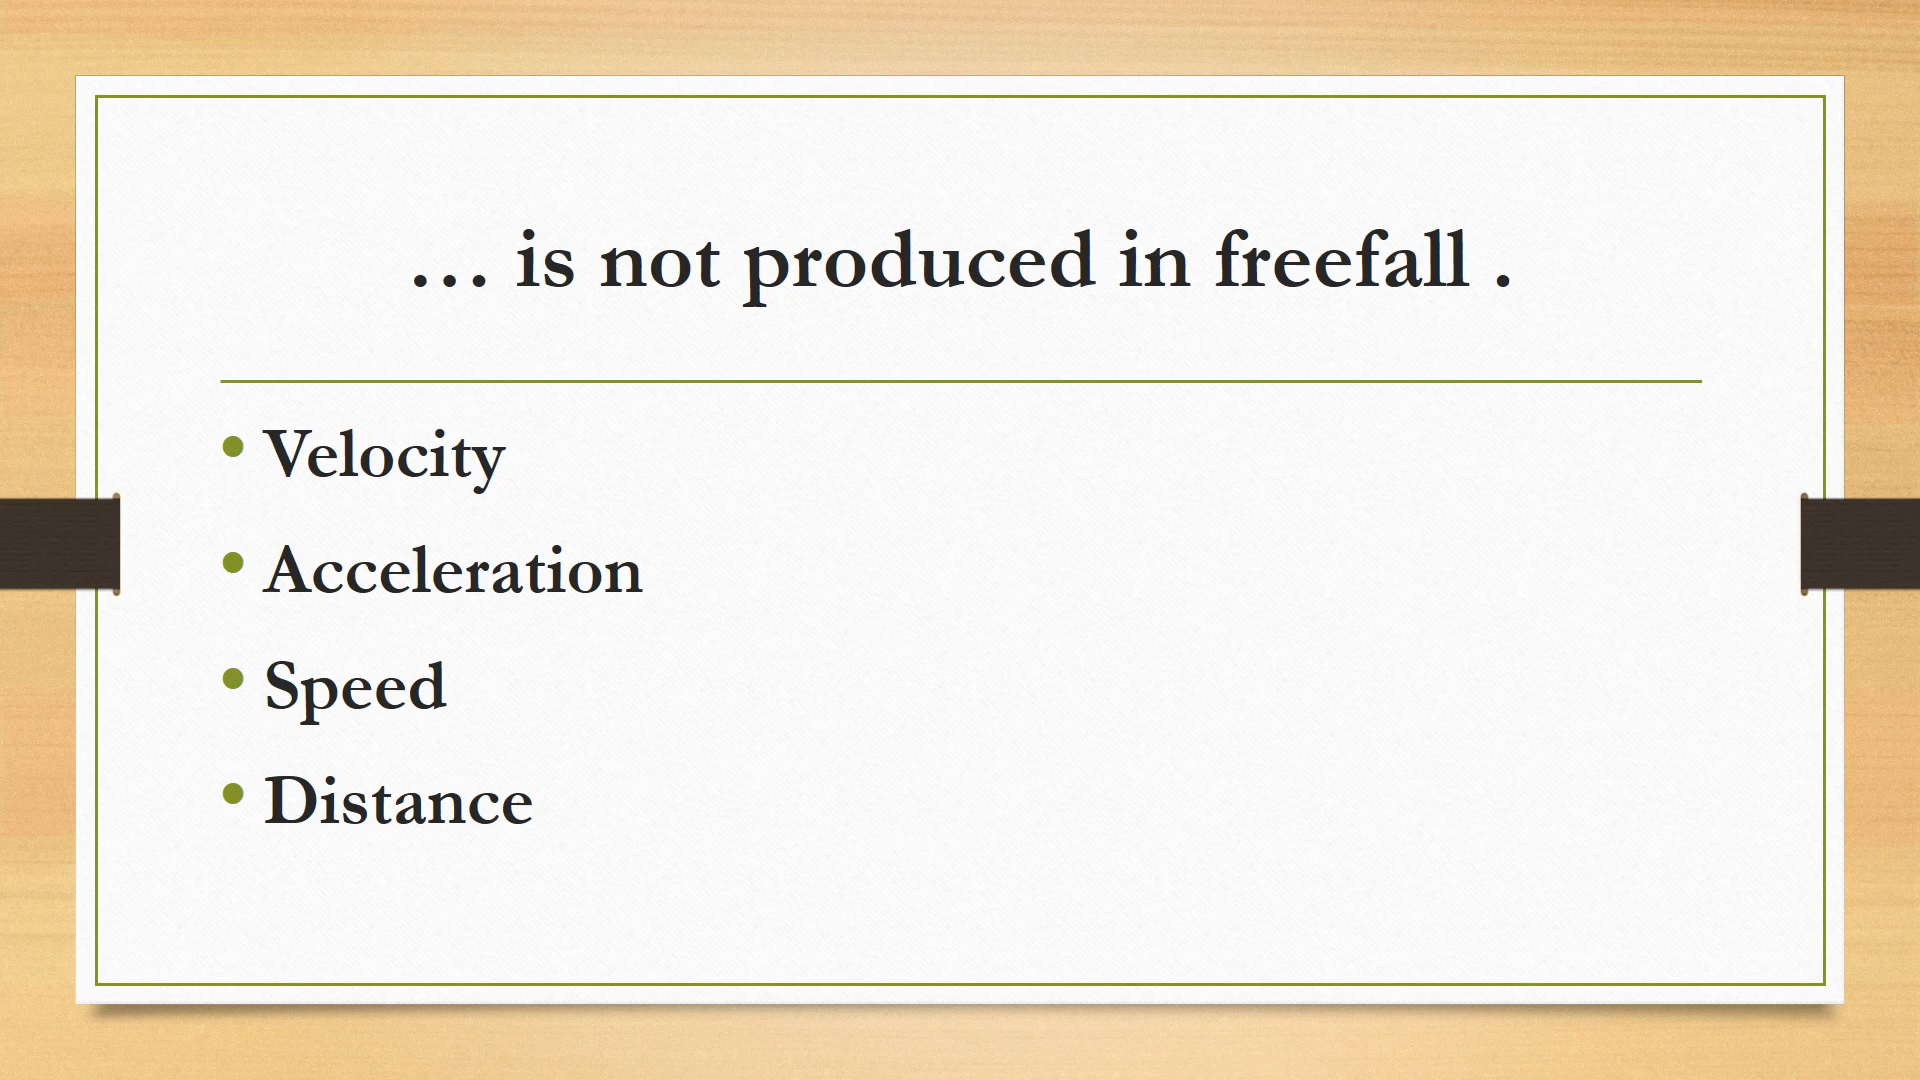 … is not produced in freefall .
• Velocity
• Acceleration
• Speed
• Distance